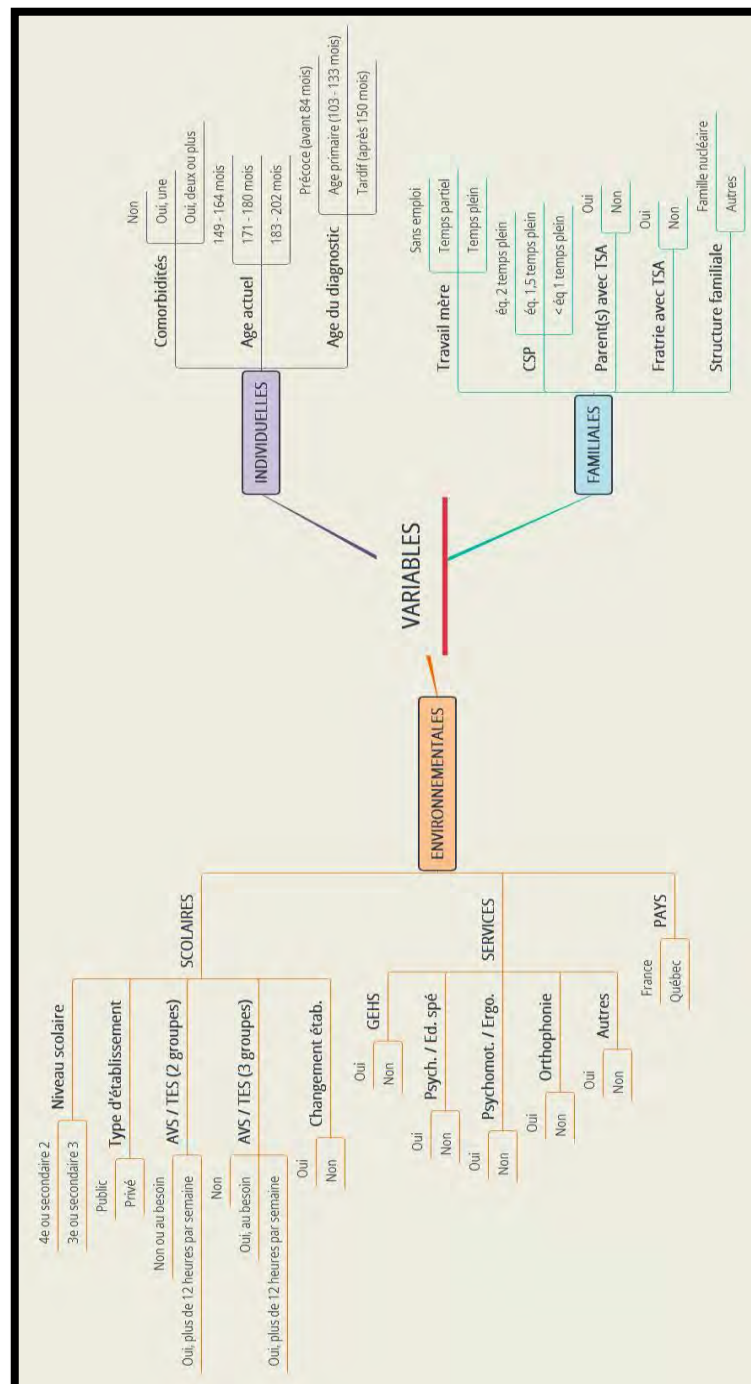 VARIABLES
INDIVIDUELLES
Comorbidités
Non
Oui, une
Oui, deux ou plus
Age actuel
149 - 164 mois
171 - 180 mois
183 - 202 mois
Age du diagnostic
Précoce (avant 84 mois)
Age primaire (103 - 133 mois)
Tardif (après 150 mois)
FAMILIALES
Travail mère
Sans emploi
Temps partiel
Temps plein
CSP
éq. 2 temps plein
éq. 1,5 temps plein
< éq 1 temps plein
Parent(s) avec TSA
Oui
Non
Fratrie avec TSA
Oui
Non
Structure familiale
Famille nucléaire
Autres
ENVIRONNEMENTALES
SCOLAIRES
Niveau scolaire
4e ou secondaire 2
3e ou secondaire 3
Type d'établissement
Public
Privé
AVS / TES (2 groupes)
Non ou au besoin
Oui, plus de 12 heures par semaine
AVS / TES (3 groupes)
Non
Oui, au besoin
Oui, plus de 12 heures par semaine
Changement étab.
Oui
Non
SERVICES
GEHS
Oui
Non
Psych. / Ed. spé
Oui
Non
Psychomot. / Ergo.
Oui
Non
Orthophonie
Oui
Non
Autres
Oui
Non
PAYS
France
Québec